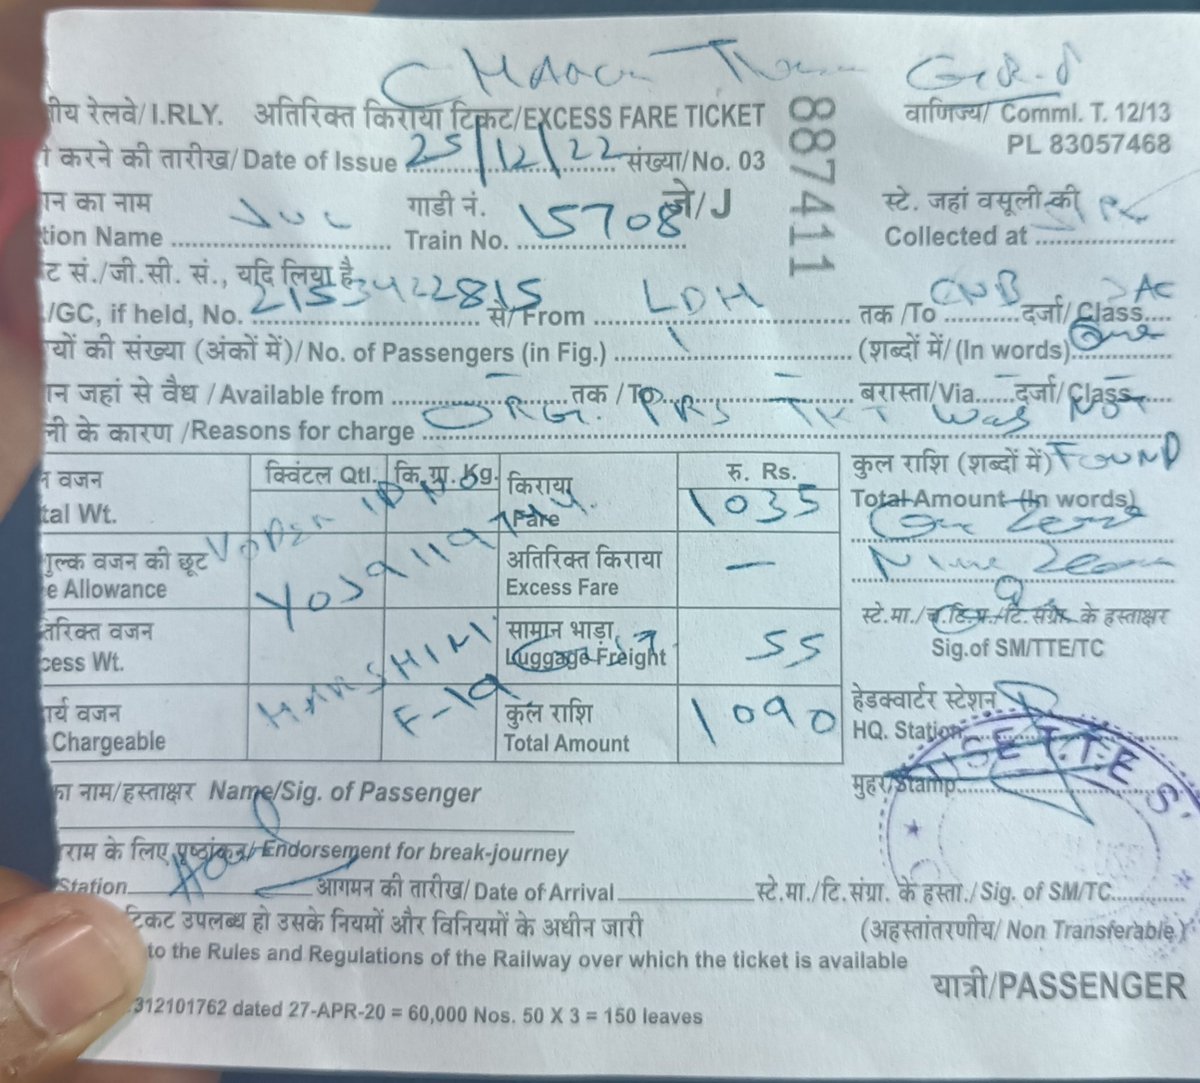 ीय रेलवे/ I.RLY. अतिरिक्त किराया टिकट/EXCESS FARE TICKET
887411
वाणिज्य/ Comml. T. 12/13
PL 83057468
ो करने की तारीख/ Date of Issue 25/12/22 संख्या/No. 03
ान का नाम
tion Name
गाडी नं. जे/J
Train No. 15708
स्टे. जहां वसूली की
Collected at
ट सं./जी.सी. सं., यदि लिया है
/GC, if held, No. 2153422815 से/ From LDH तक /To CNB दर्जा/ Class
यों की संख्या (अंकों में)/ No. of Passengers (in Fig.) 1 (शब्दों में/ (In words) One
ान जहां से वैध / Available from – तक / To बरास्ता/Via दर्जा/ Class
नी के कारण /Reasons for charge ORG. PRS TKT was NOT FOUND
न वजन
tal Wt.
क्विंटल Qtl. कि.ग्रा. Kg.
किराया
Fare
रु. Rs.
1035
कुल राशि (शब्दों में)
Total Amount (In words)
One Zero
Nine Zero
ुल्क वजन की छूट
e Allowance
अतिरिक्त किराया
Excess Fare
—
तिरिक्त वजन
cess Wt.
सामान भाड़ा
Luggage Freight
55
स्टे.मा./च.टि.प./टि. संग्रा. के हस्ताक्षर
Sig.of SM/TTE/TC
ार्य वजन
Chargeable
HARSHIMI
F-19
कुल राशि
Total Amount
1090
हेडक्वार्टर स्टेशन
HQ. Station
मुहर/Stamp
का नाम/हस्ताक्षर Name/Sig. of Passenger
राम के लिए पृष्ठांकन/ Endorsement for break-journey
Station आगमन की तारीख/ Date of Arrival स्टे.मा./टि.संग्रा. के हस्ता./Sig. of SM/TC
टिकट उपलब्ध हो उसके नियमों और विनियमों के अधीन जारी (अहस्तांतरणीय/ Non Transferable)
to the Rules and Regulations of the Railway over which the ticket is available
यात्री/PASSENGER
312101762 dated 27-APR-20 = 60,000 Nos. 50 X 3 = 150 leaves